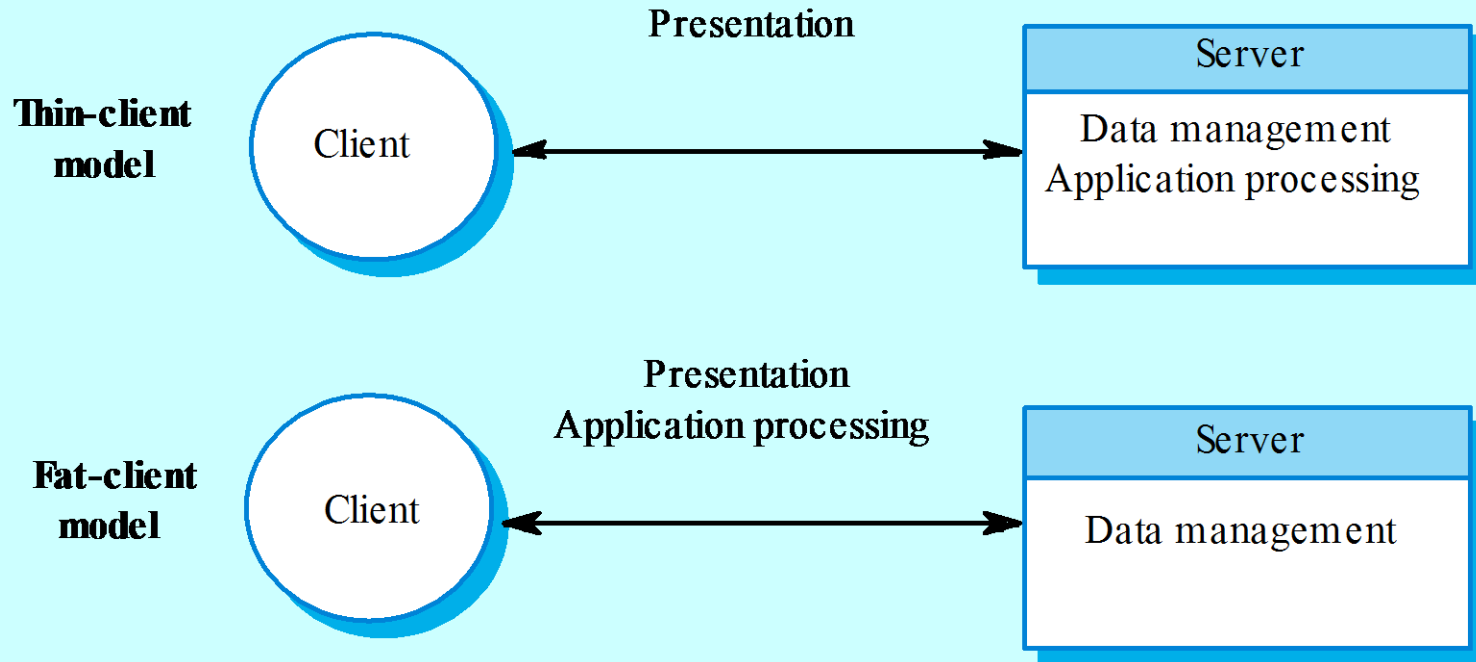 Presentation
Thin-client
model
Client
Server
Data management
Application processing
Presentation
Application processing
Fat-client
model
Client
Server
Data management